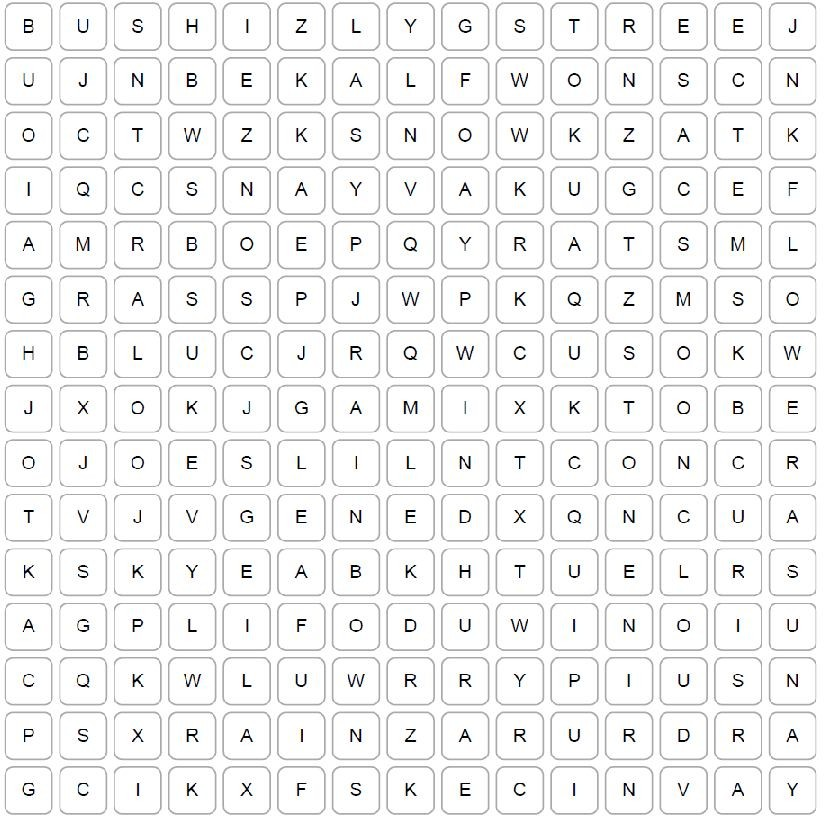 B U S H I Z L Y G S T R E E J
U J N B E K A L F W O N S C N
O C T W Z K S N O W K Z A T K
I Q C S N A Y V A K U G C E F
A M R B O E P Q Y R A T S M L
G R A S S P J W P K Q Z M S O
H B L U C J R Q W C U S O K W
J X O K J G A M I X K T O B E
O J O E S L I L N T C O N C R
T V J V G E N E D X Q N C U A
K S K Y E A B K H T U E L R S
A G P L I F O D U W I N O I U
C Q K W L U W R R Y P I U S N
P S X R A I N Z A R U R D R A
G C I K X F S K E C I N V A Y